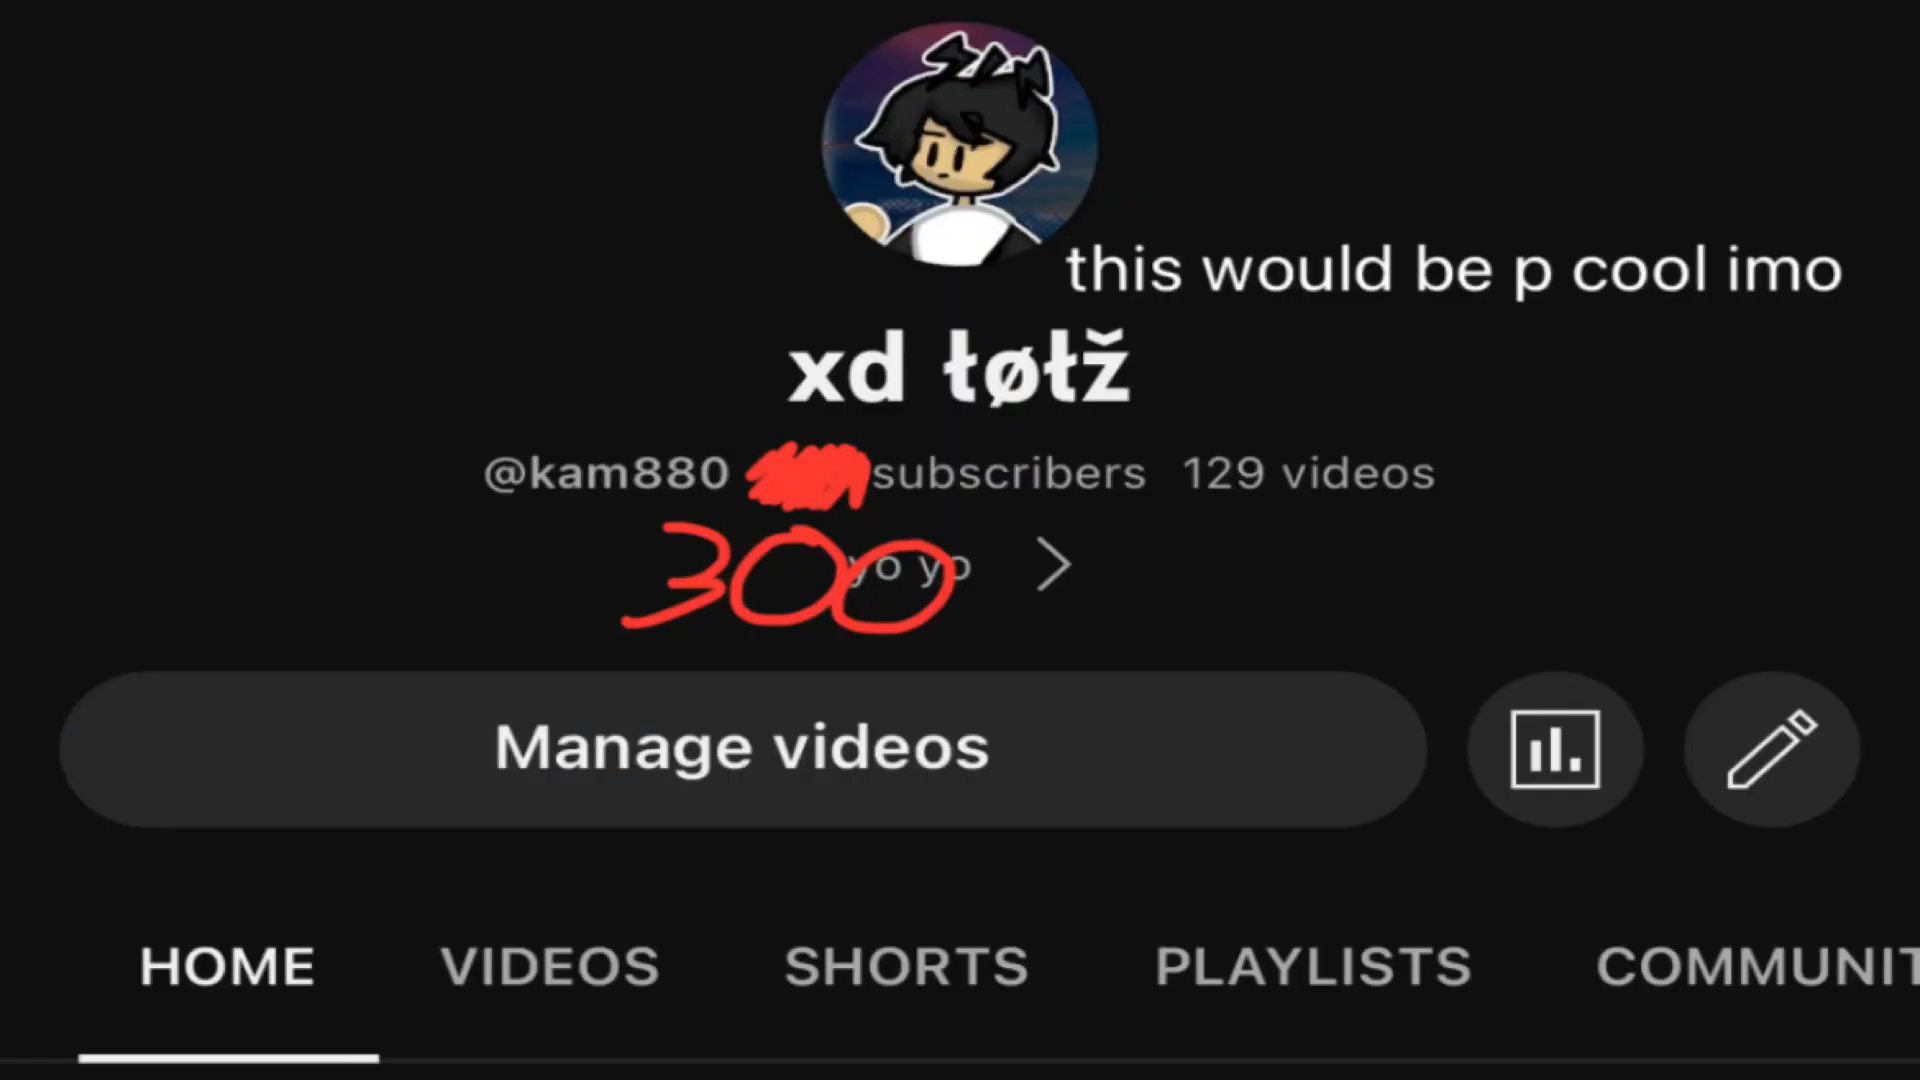 this would be p cool imo
xd łøłž
@kam880 subscribers 129 videos
300
yo yo
Manage videos
HOME VIDEOS SHORTS PLAYLISTS COMMUNIT